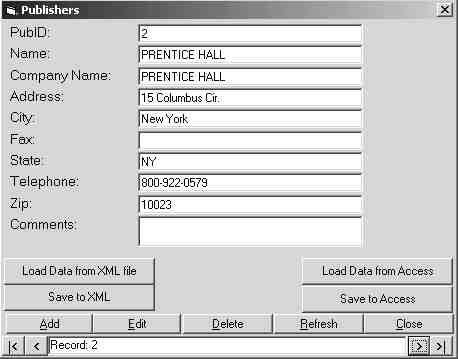 Publishers
PubID: 2
Name: PRENTICE HALL
Company Name: PRENTICE HALL
Address: 15 Columbus Cir.
City: New York
Fax:
State: NY
Telephone: 800-922-0579
Zip: 10023
Comments:
Load Data from XML file Load Data from Access
Save to XML Save to Access
Add Edit Delete Refresh Close
Record: 2